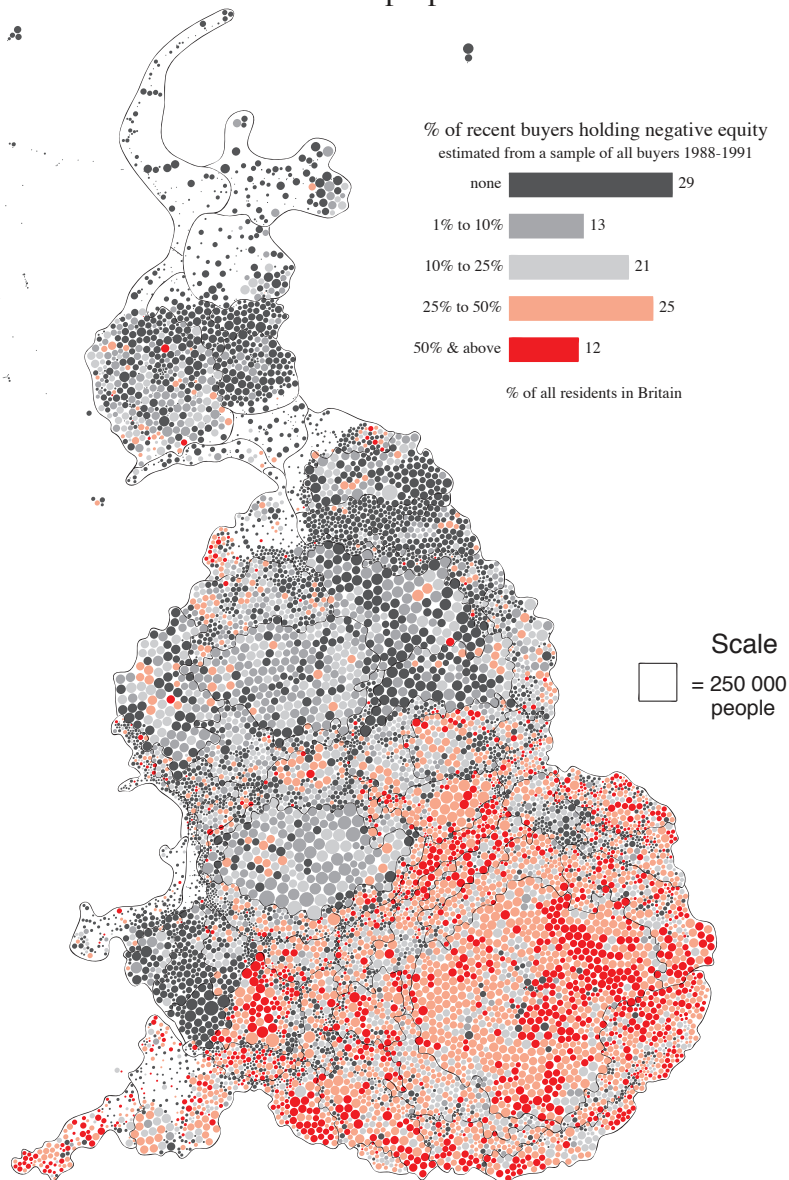 % of recent buyers holding negative equity
estimated from a sample of all buyers 1988-1991
none 29
1% to 10% 13
10% to 25% 21
25% to 50% 25
50% & above 12
% of all residents in Britain
Scale
= 250 000
people